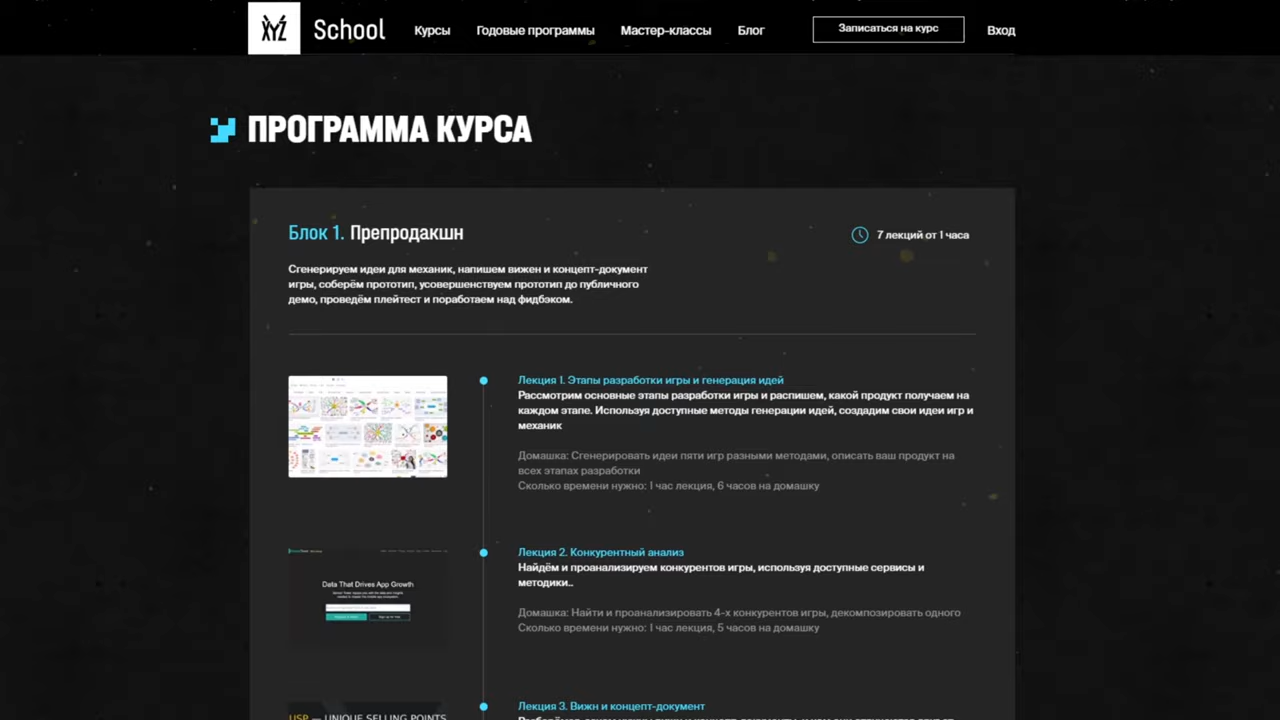 XYZ School Курсы Годовые программы Мастер-классы Блог Записаться на курс Вход
ПРОГРАММА КУРСА
Блок 1. Препродакшн
7 лекций от 1 часа
Сгенерируем идеи для механик, напишем вижен и концепт-документ
игры, соберём прототип, усовершенствуем прототип до публичного
демо, проведём плейтест и поработаем над фидбэком.
Лекция 1. Этапы разработки игры и генерация идей
Рассмотрим основные этапы разработки игры и распишем, какой продукт получаем на
каждом этапе. Используя доступные методы генерации идей, создадим свои идеи игр и
механик
Домашка: Сгенерировать идеи пяти игр разными методами, описать ваш продукт на
всех этапах разработки
Сколько времени нужно: 1 час лекция, 6 часов на домашку
Data That Drives App Growth
Лекция 2. Конкурентный анализ
Найдём и проанализируем конкурентов игры, используя доступные сервисы и
методики..
Домашка: Найти и проанализировать 4-х конкурентов игры, декомпозировать одного
Сколько времени нужно: 1 час лекция, 5 часов на домашку
USP — UNIQUE SELLING POINTS
Лекция 3. Вижн и концепт-документ